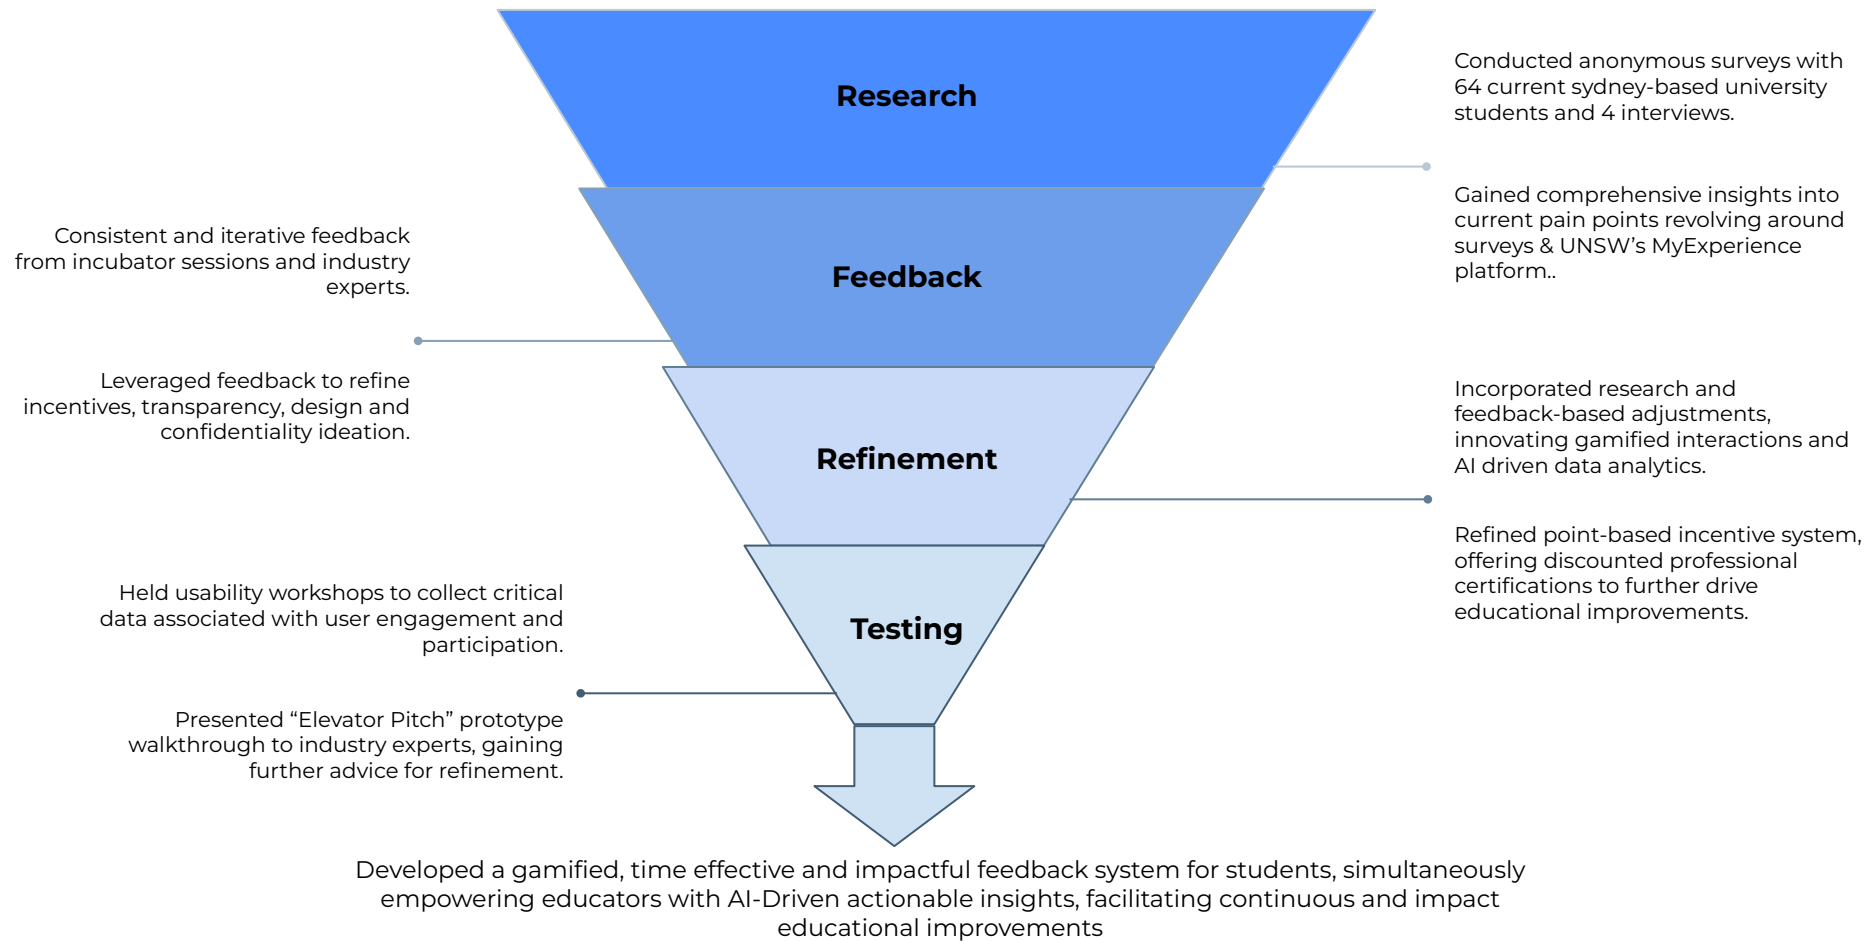 Research
Conducted anonymous surveys with
64 current sydney-based university
students and 4 interviews.
Gained comprehensive insights into
current pain points revolving around
surveys & UNSW’s MyExperience
platform..
Feedback
Consistent and iterative feedback
from incubator sessions and industry
experts.
Leveraged feedback to refine
incentives, transparency, design and
confidentiality ideation.
Refinement
Incorporated research and
feedback-based adjustments,
innovating gamified interactions and
AI driven data analytics.
Refined point-based incentive system,
offering discounted professional
certifications to further drive
educational improvements.
Testing
Held usability workshops to collect critical
data associated with user engagement and
participation.
Presented “Elevator Pitch” prototype
walkthrough to industry experts, gaining
further advice for refinement.
Developed a gamified, time effective and impactful feedback system for students, simultaneously
empowering educators with AI-Driven actionable insights, facilitating continuous and impact
educational improvements